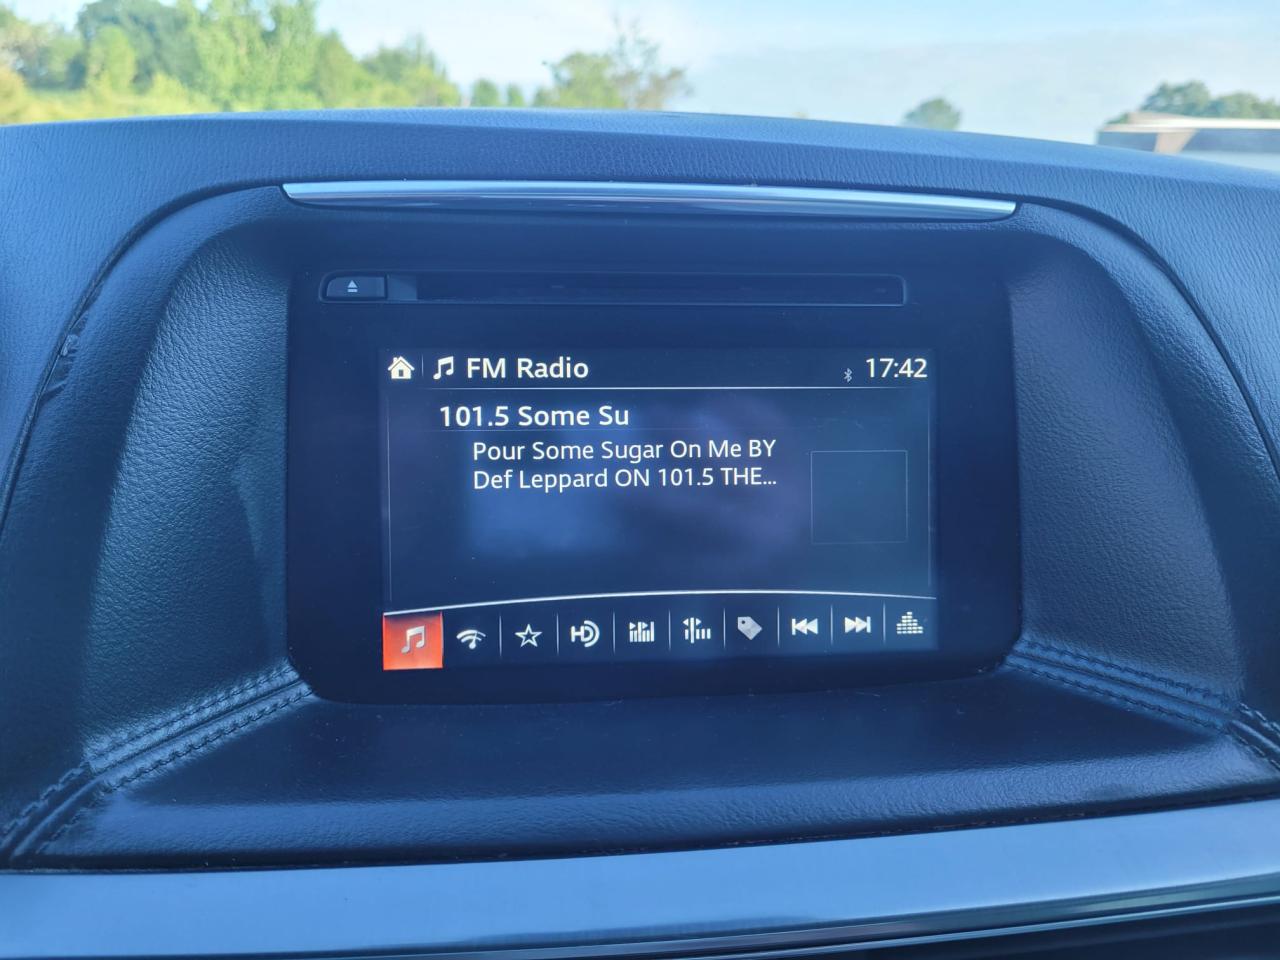 FM Radio 17:42
101.5 Some Su
Pour Some Sugar On Me BY
Def Leppard ON 101.5 THE...
HD